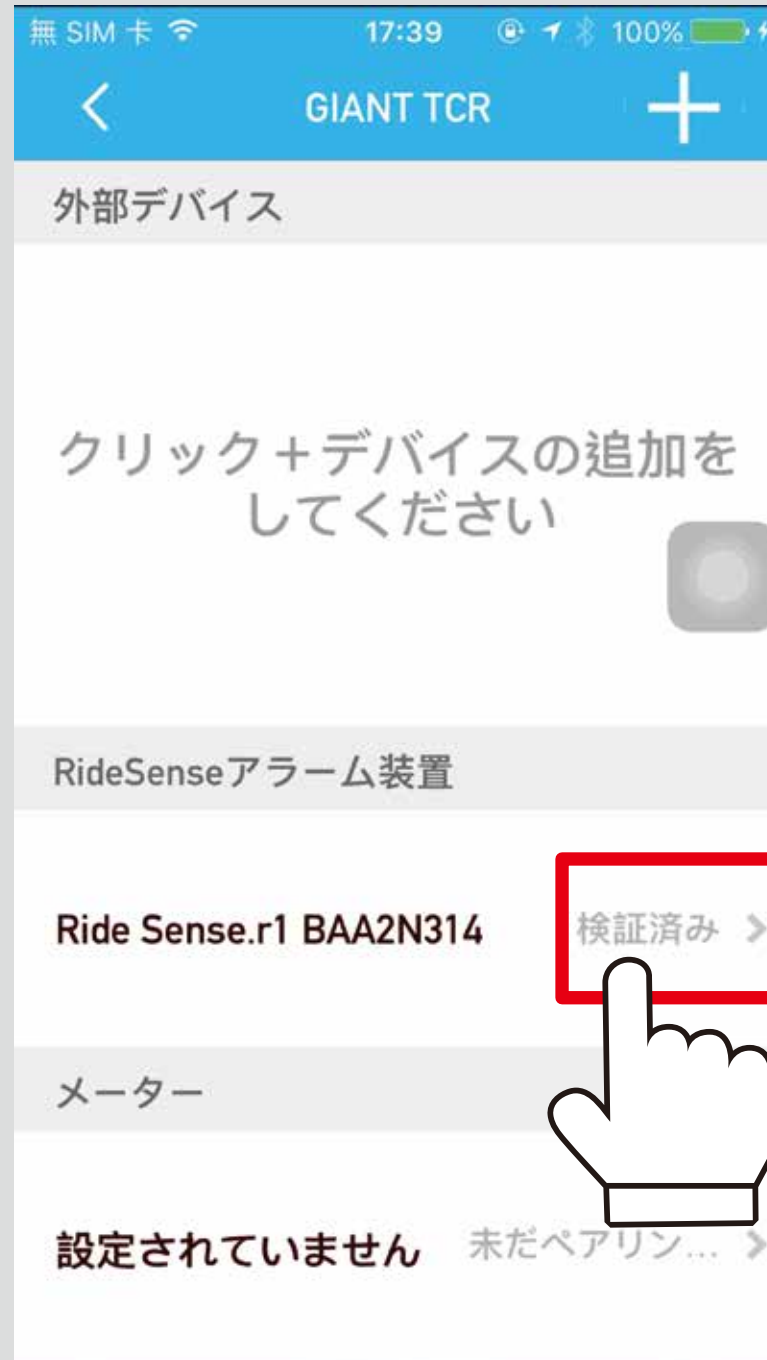 無 SIM 卡 17:39 100%
GIANT TCR
外部デバイス
クリック＋デバイスの追加を
してください
RideSenseアラーム装置
Ride Sense.r1 BAA2N314 検証済み
メーター
設定されていません 未だペアリン...